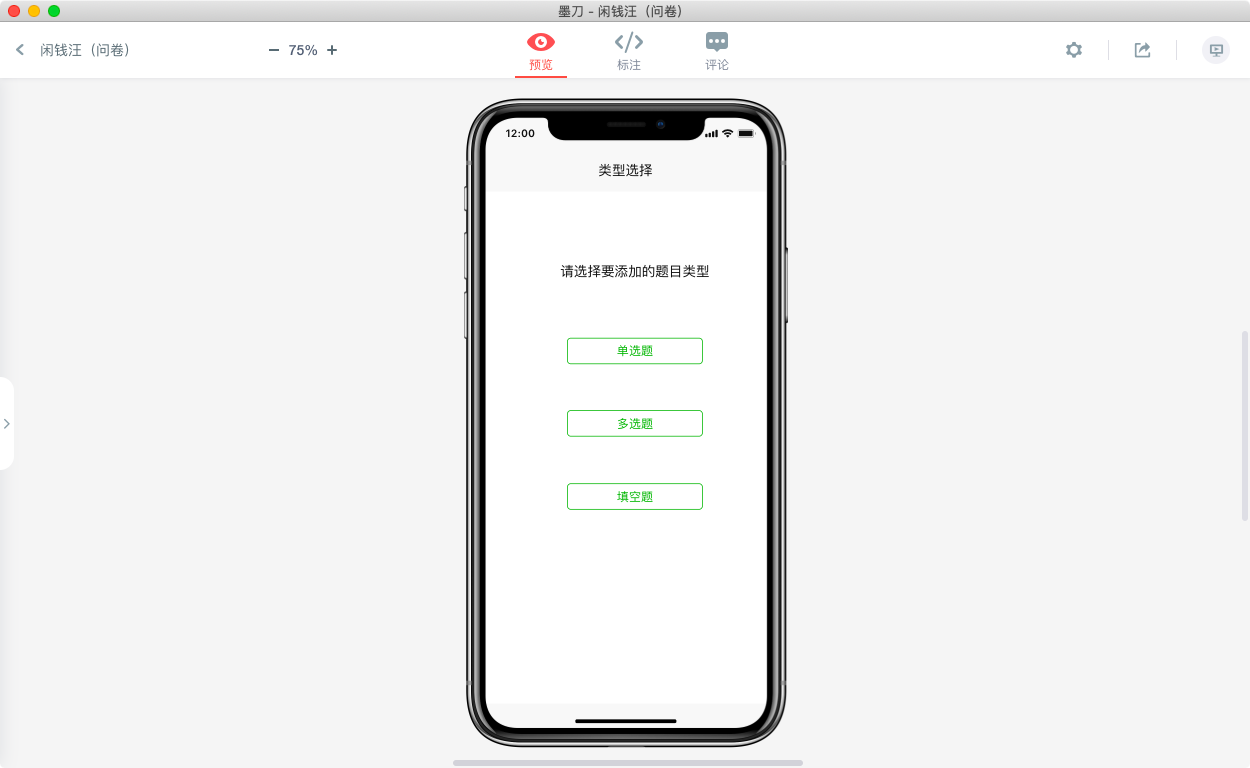 墨刀 - 闲钱汪（问卷）
闲钱汪（问卷）
75%
预览
标注
评论
12:00
类型选择
请选择要添加的题目类型
单选题
多选题
填空题